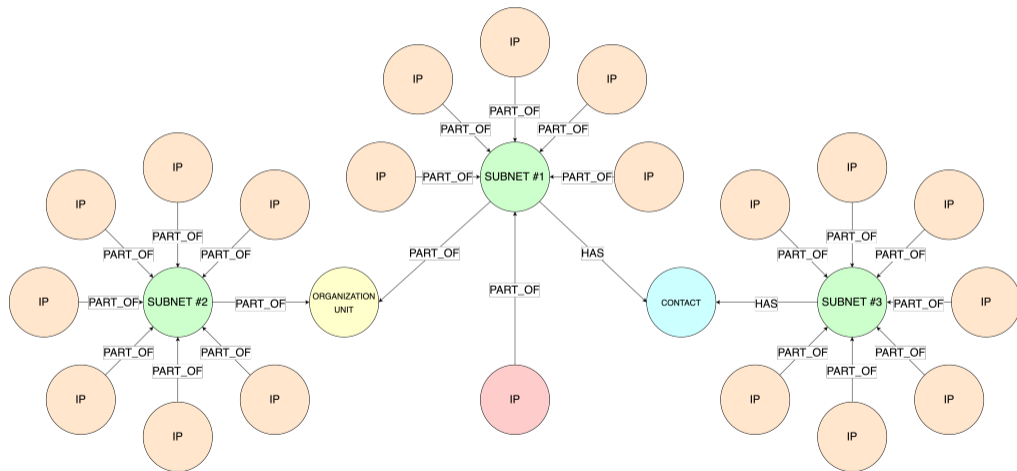 IP
IP
IP
PART_OF
PART_OF
PART_OF
IP
PART_OF
SUBNET #1
PART_OF
IP
IP
IP
IP
PART_OF
PART_OF
PART_OF
IP
PART_OF
SUBNET #2
PART_OF
ORGANIZATION
UNIT
PART_OF
PART_OF
PART_OF
IP
IP
IP
PART_OF
PART_OF
HAS
IP
IP
IP
IP
PART_OF
PART_OF
PART_OF
CONTACT
HAS
SUBNET #3
PART_OF
IP
PART_OF
PART_OF
PART_OF
IP
IP
IP